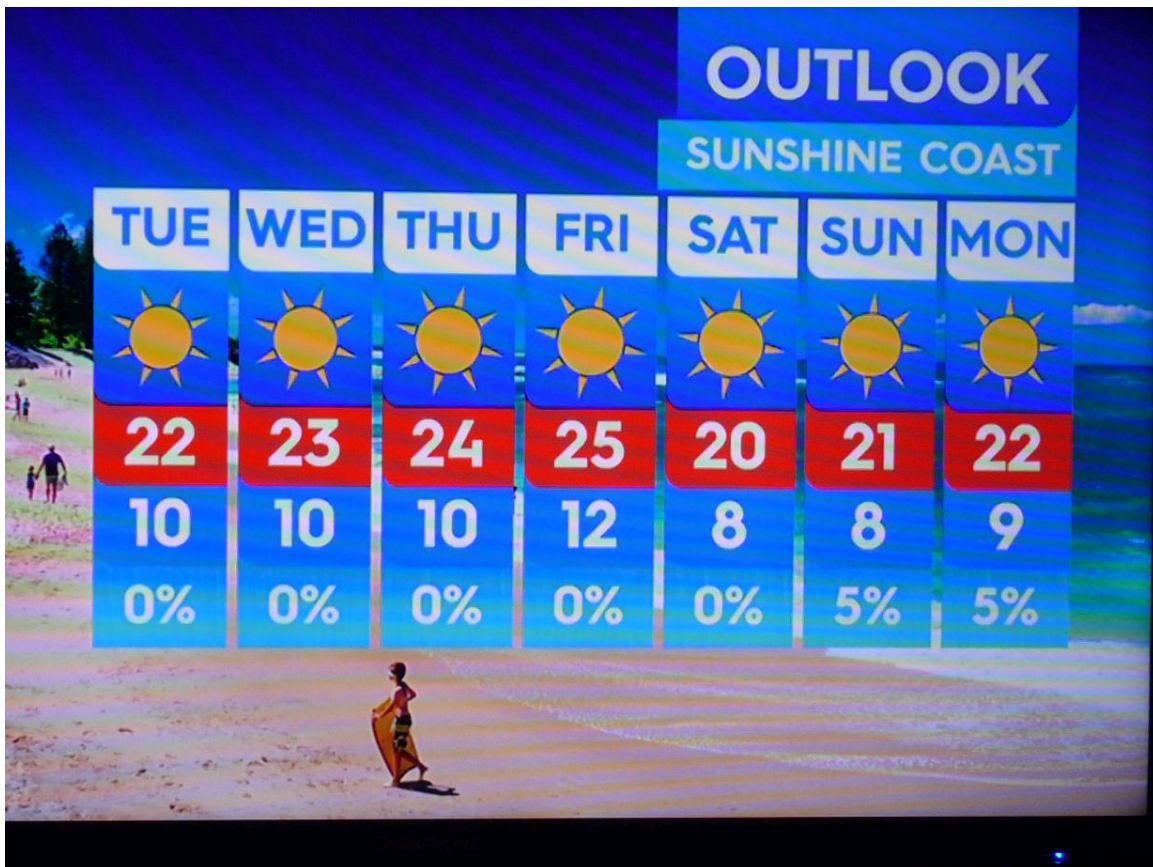 OUTLOOK
SUNSHINE COAST
TUE WED THU FRI SAT SUN MON
22 23 24 25 20 21 22
10 10 10 12 8 8 9
0% 0% 0% 0% 0% 5% 5%